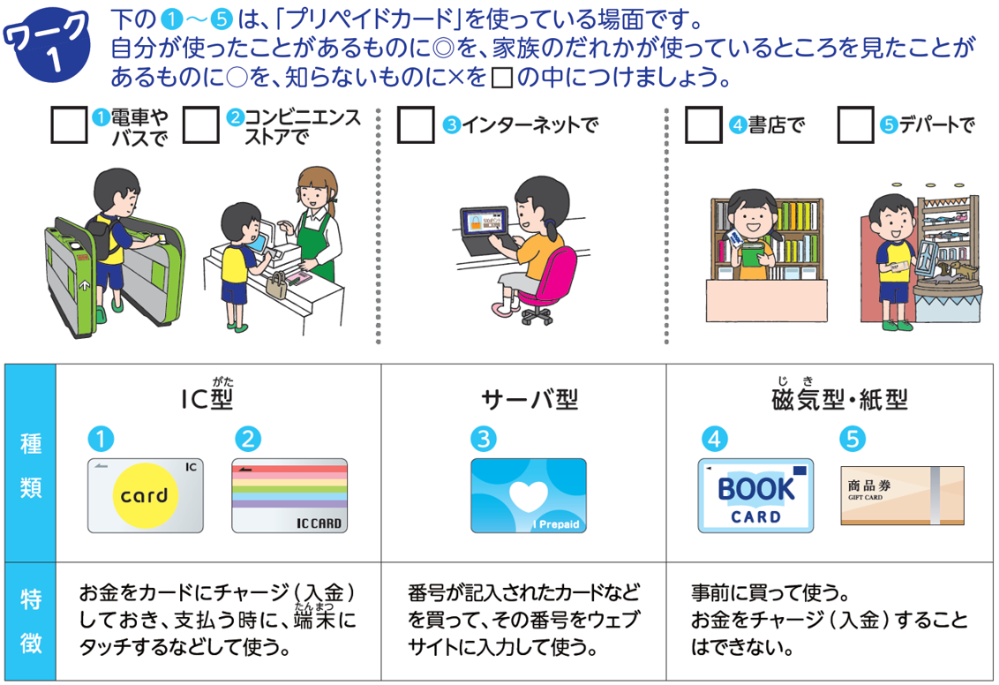 ワーク
1
下の❶～❺は、「プリペイドカード」を使っている場面です。
自分が使ったことがあるものに◎を、家族のだれかが使っているところを見たことが
あるものに○を、知らないものに×を□の中につけましょう。
❶電車や
バスで
❷コンビニエンス
ストアで
❸インターネットで
❹書店で
❺デパートで
種類
IC型
がた
❶
❷
IC
card
IC CARD
サーバ型
❸
I Prepaid
磁気型・紙型
じき
❹
❺
BOOK
CARD
商品券
GIFT CARD
特徴
お金をカードにチャージ(入金)
しておき、支払う時に、端末に
たんまつ
タッチするなどして使う。
番号が記入されたカードなど
を買って、その番号をウェブ
サイトに入力して使う。
事前に買って使う。
お金をチャージ(入金)すること
はできない。